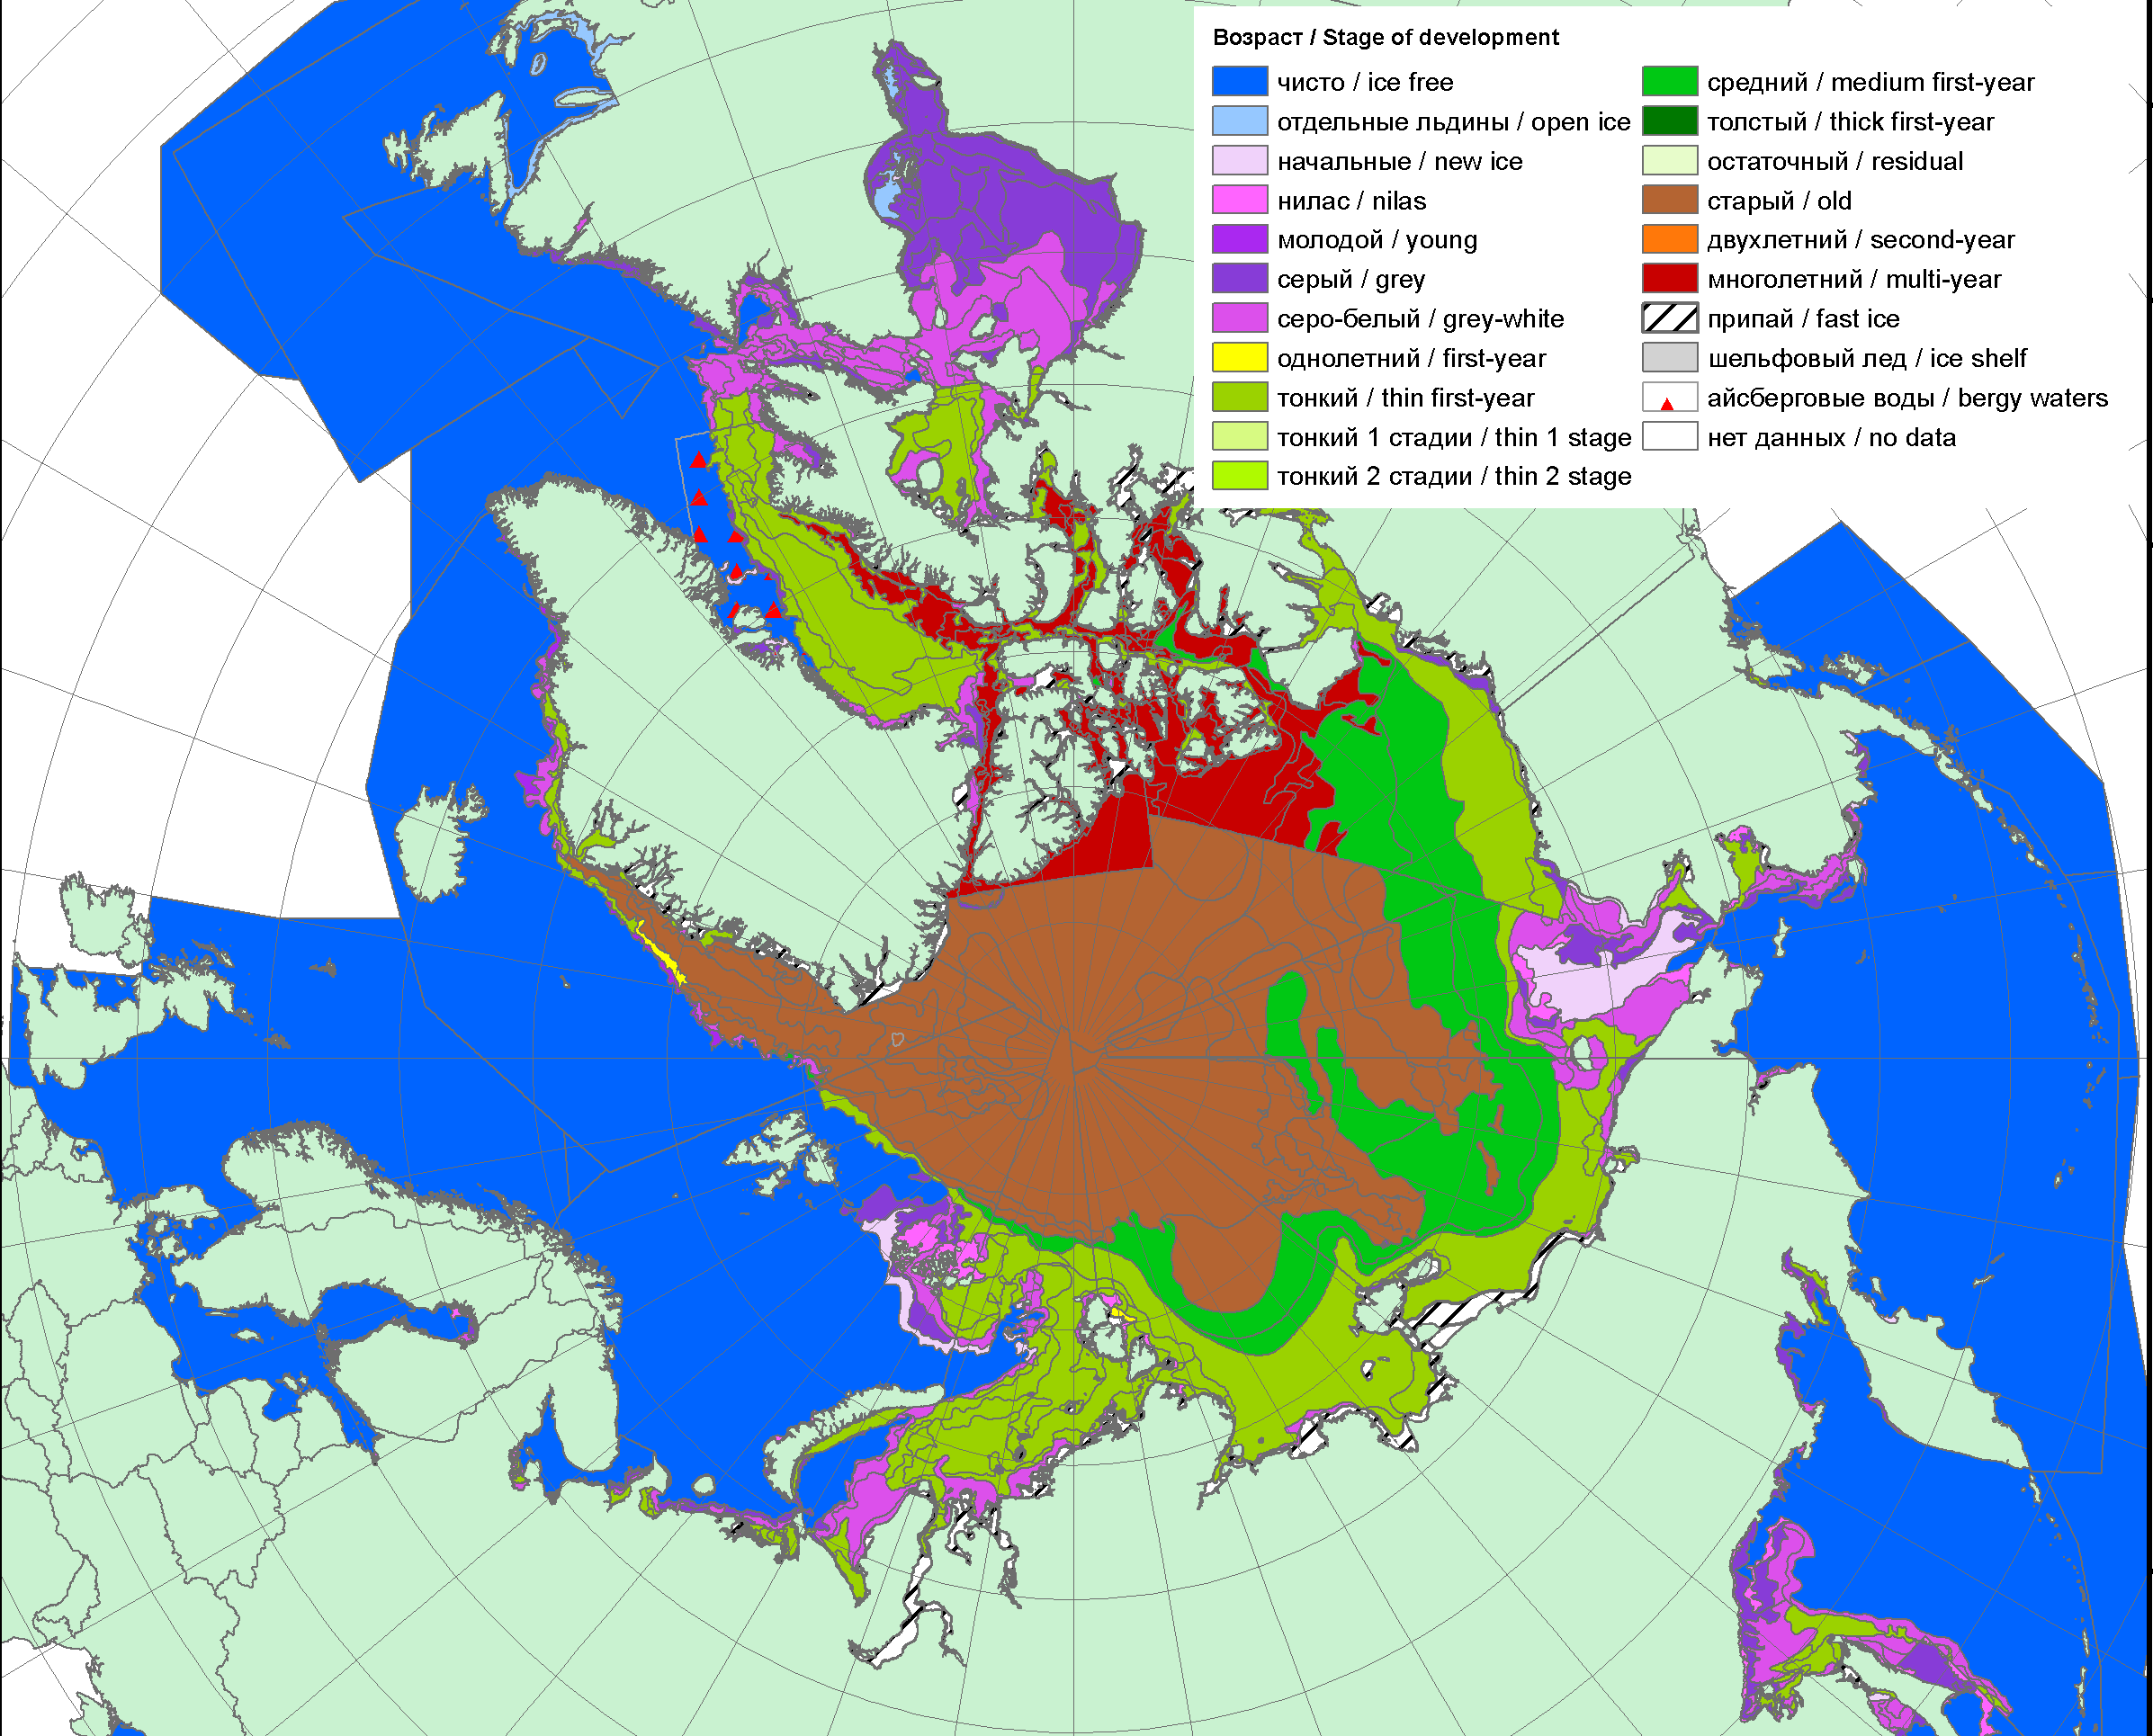 Возраст / Stage of development
чисто / ice free
отдельные льдины / open ice
начальные / new ice
нилас / nilas
молодой / young
серый / grey
серо-белый / grey-white
однолетний / first-year
тонкий / thin first-year
тонкий 1 стадии / thin 1 stage
тонкий 2 стадии / thin 2 stage
средний / medium first-year
толстый / thick first-year
остаточный / residual
старый / old
двухлетний / second-year
многолетний / multi-year
припай / fast ice
шельфовый лед / ice shelf
айсберговые воды / bergy waters
нет данных / no data